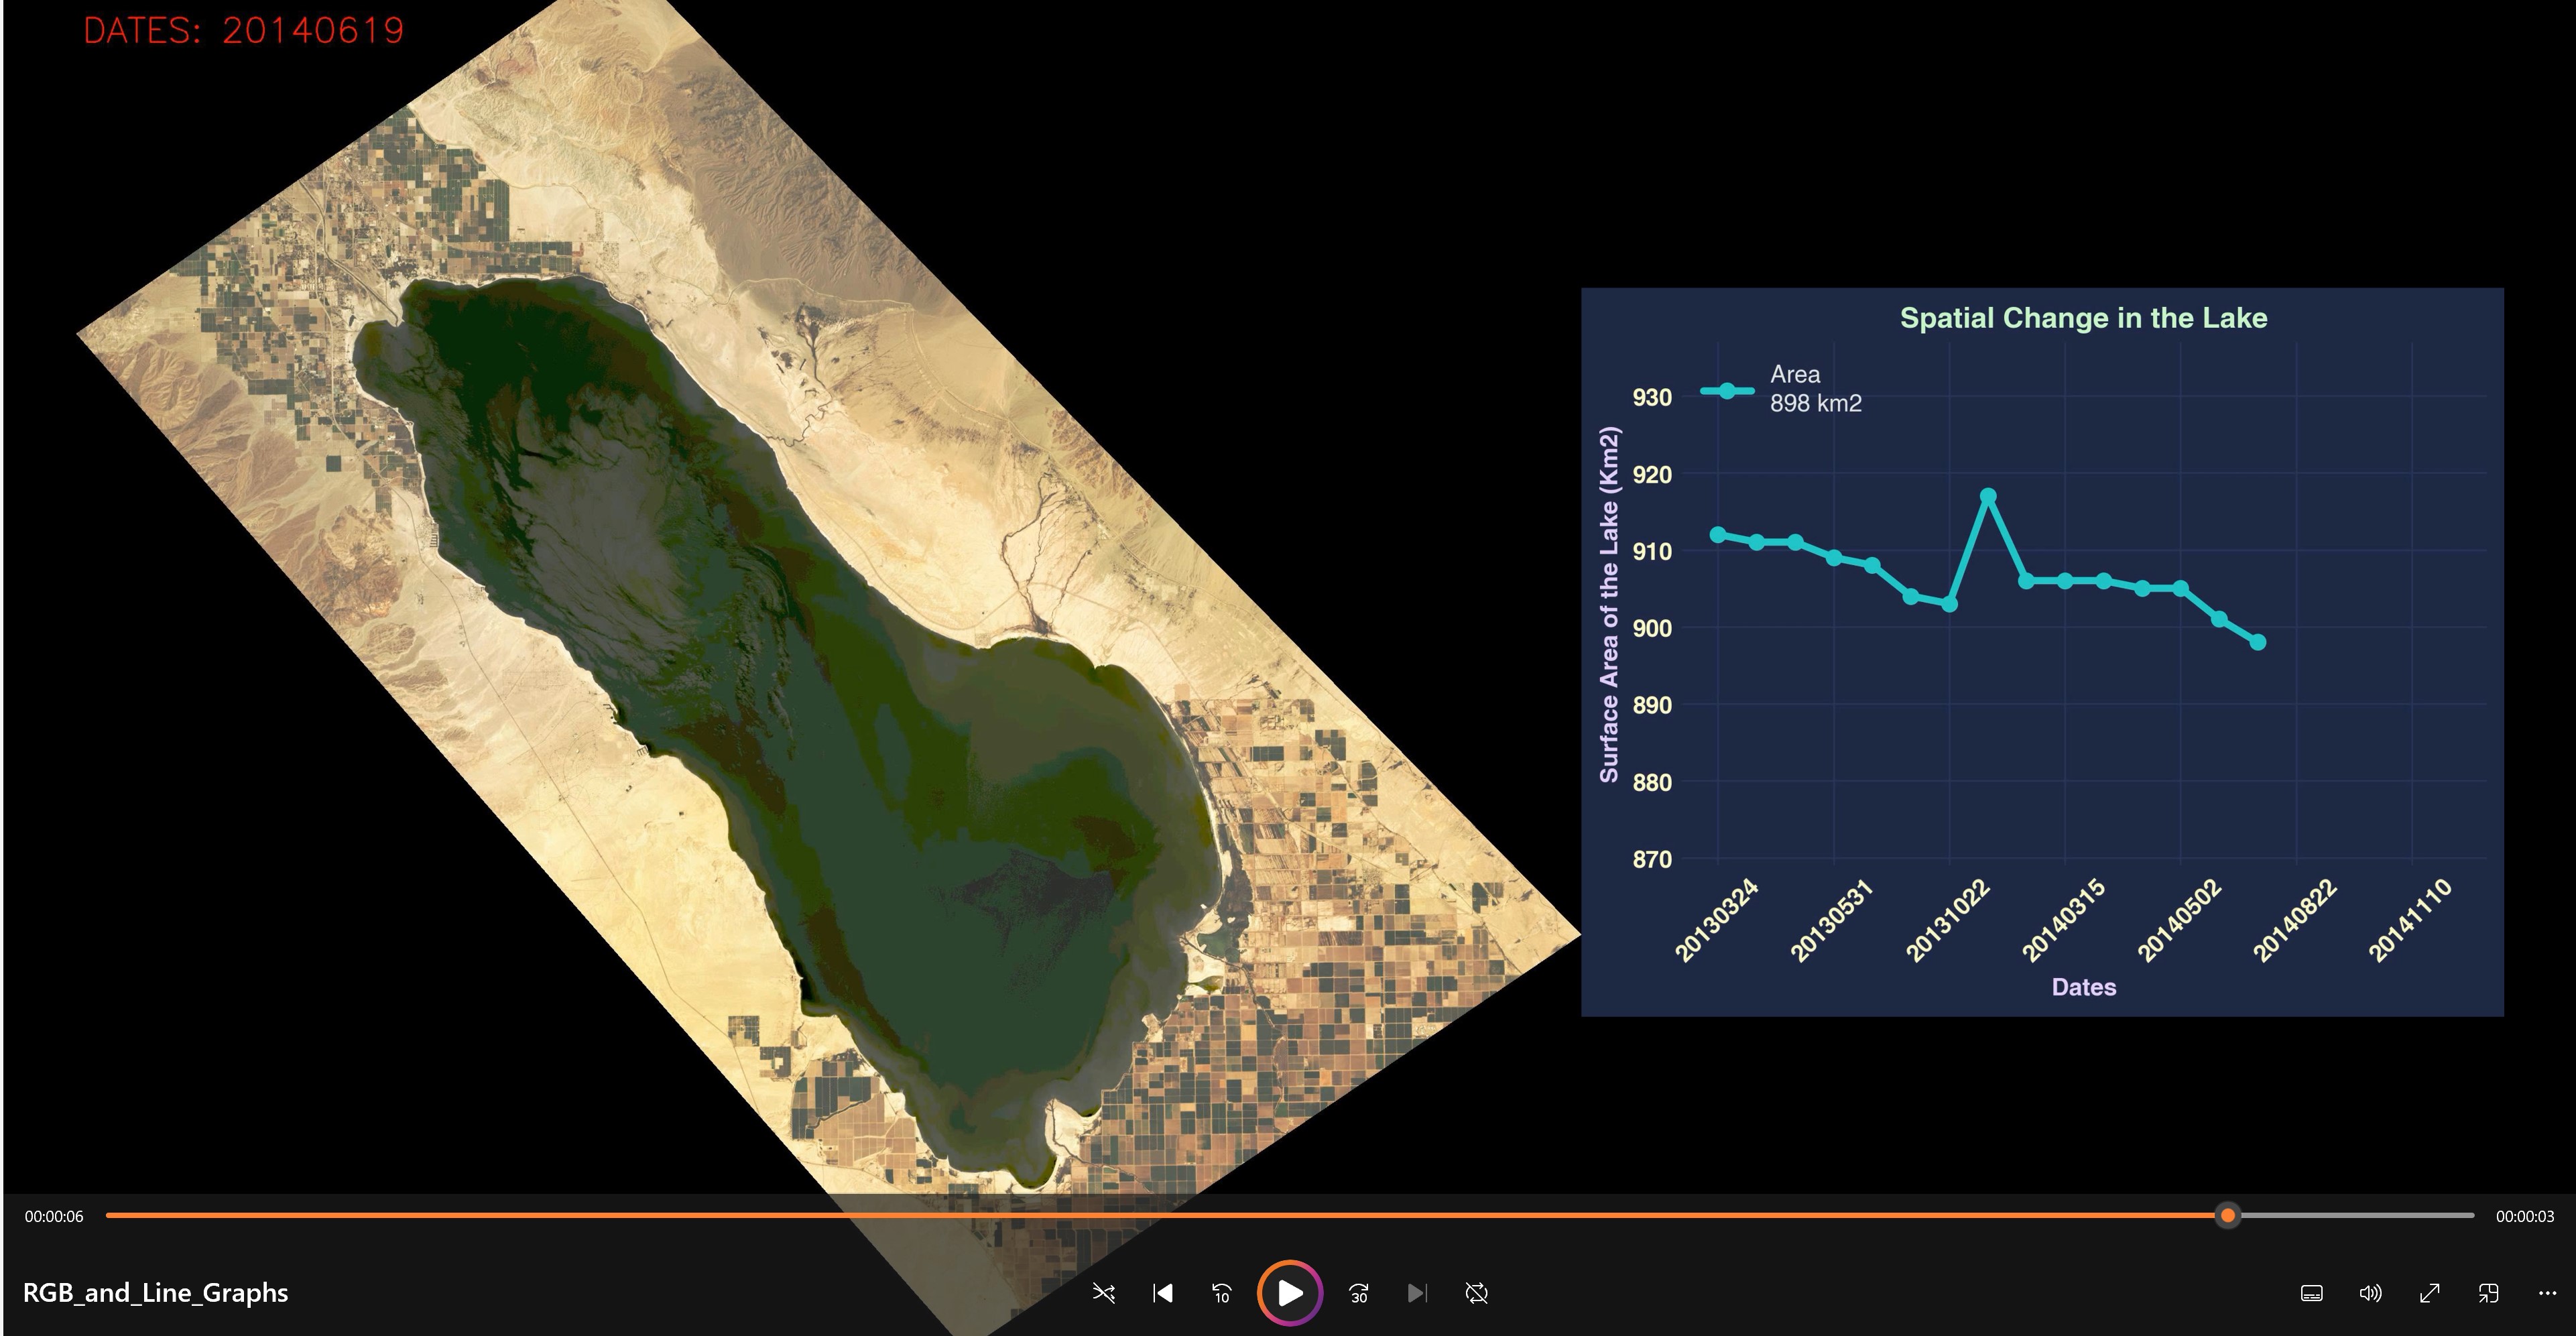 DATES: 20140619
Spatial Change in the Lake
Area
898 km2
Surface Area of the Lake (Km2)
930
920
910
900
890
880
870
20130324
20130531
20131022
20140315
20140502
20140822
20141110
Dates
00:00:06
00:00:03
RGB_and_Line_Graphs
10
30